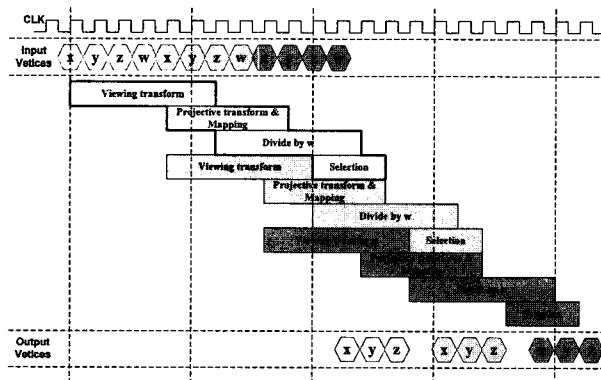 CLK
Input
Vetices
x y z w x y z w
Viewing transform
Projective transform &
Mapping
Divide by w
Viewing transform
Selection
Projective transform &
Mapping
Divide by w
Selection
Output
Vetices
x y z x y z